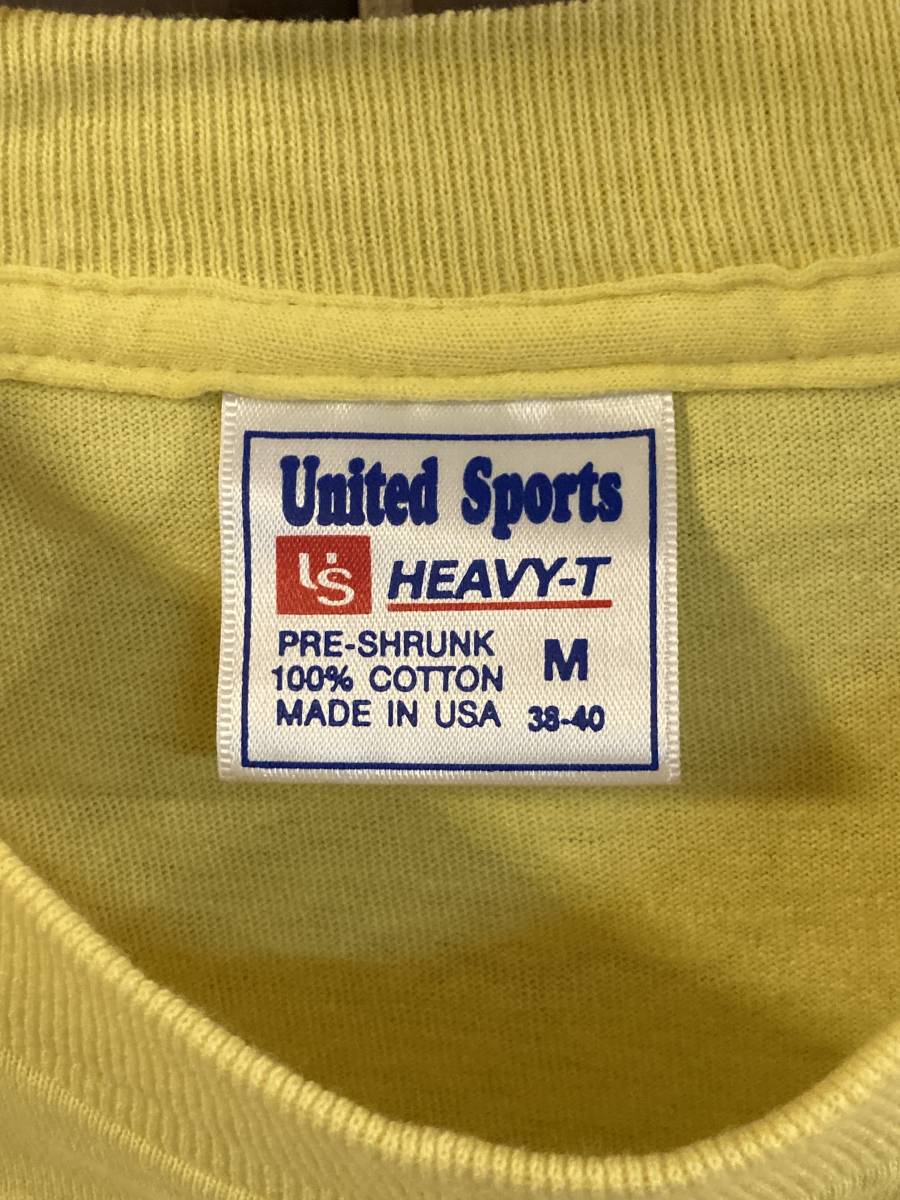 United Sports
US HEAVY-T
PRE-SHRUNK
100% COTTON M
MADE IN USA 38-40